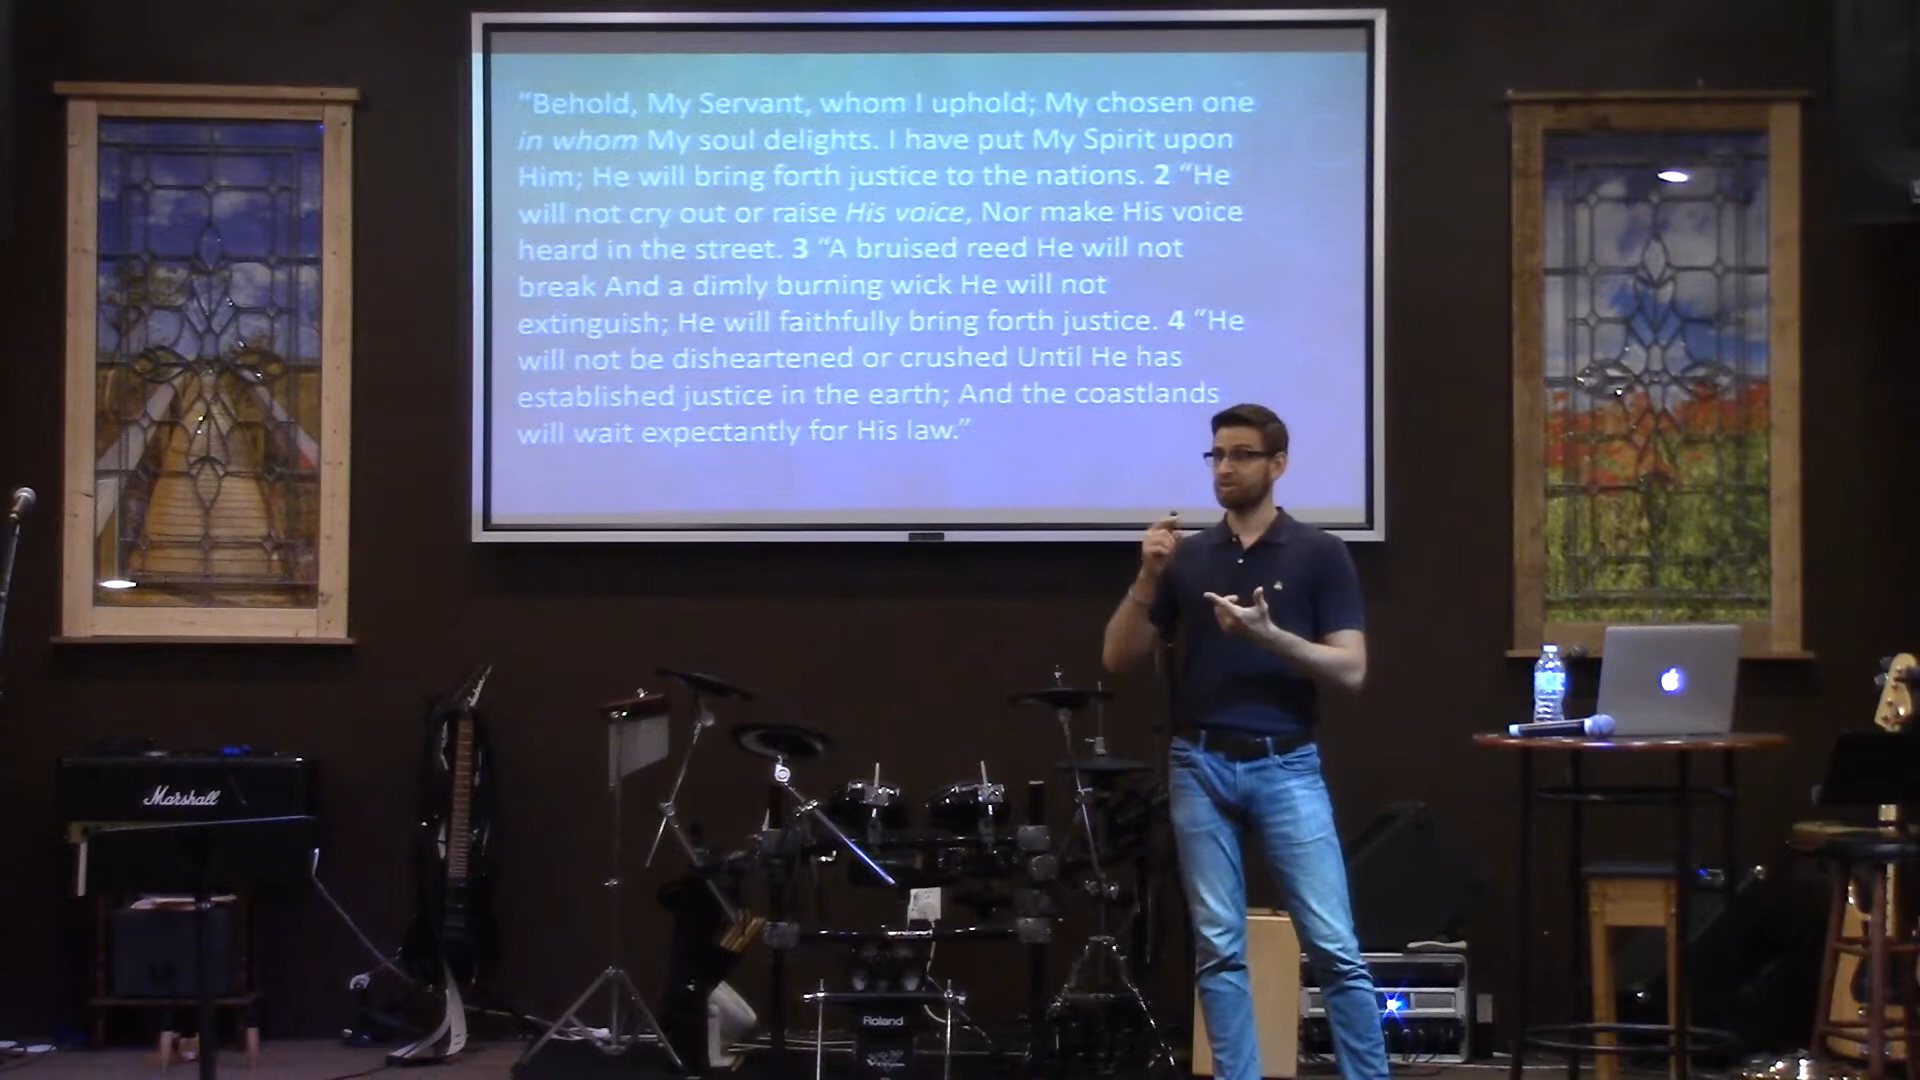 “Behold, My Servant, whom I uphold; My chosen one
in whom My soul delights. I have put My Spirit upon
Him; He will bring forth justice to the nations. 2 “He
will not cry out or raise His voice, Nor make His voice
heard in the street. 3 “A bruised reed He will not
break And a dimly burning wick He will not
extinguish; He will faithfully bring forth justice. 4 “He
will not be disheartened or crushed Until He has
established justice in the earth; And the coastlands
will wait expectantly for His law.”
Marshall
Roland